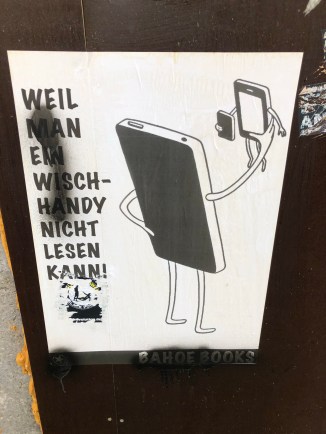 WEIL
MAN
EIN
WISCH-
HANDY
NICHT
LESEN
KANN!
BAHOE BOOKS